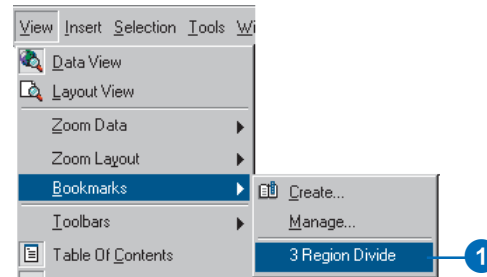 View Insert Selection Tools Wi
Data View
Layout View
Zoom Data
Zoom Layout
Bookmarks
Create...
Manage...
Toolbars
Table Of Contents
3 Region Divide
1